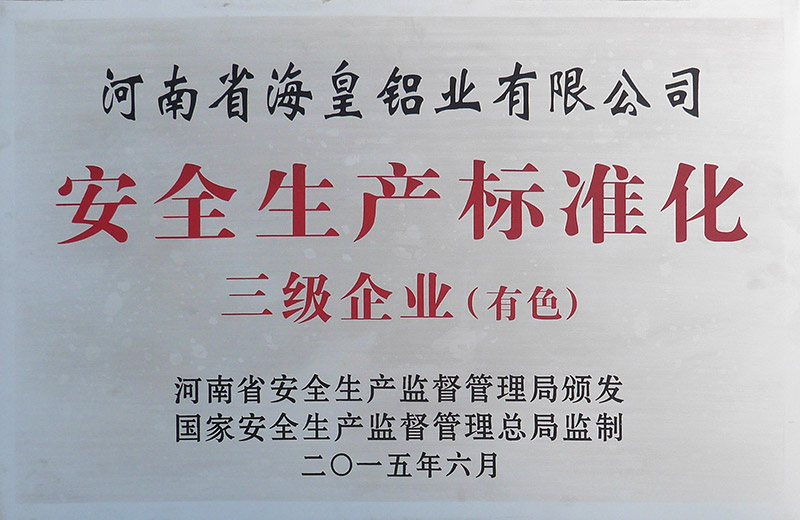 河南省海皇铝业有限公司
安全生产标准化
三级企业（有色）
河南省安全生产监督管理局颁发
国家安全生产监督管理总局监制
二〇一五年六月